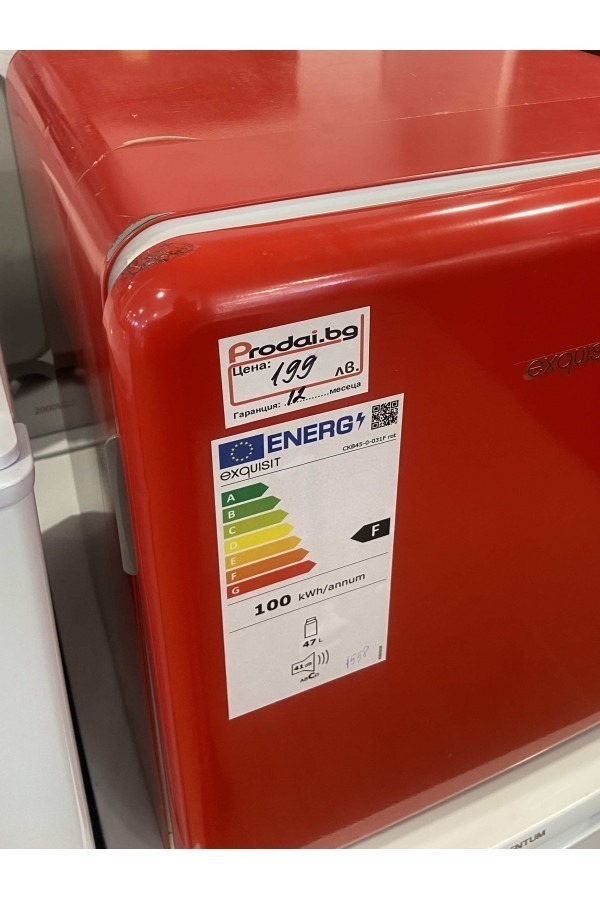 Prodai.bg
Цена: 199 лв.
Гаранция: ..12........месеца
exquisit
ENERG
exquisit
CKB45-0-031F rot
A
B
C
D
E
F
G
F
100 kWh/annum
47 L
41 dB
ABCD
ENTUM